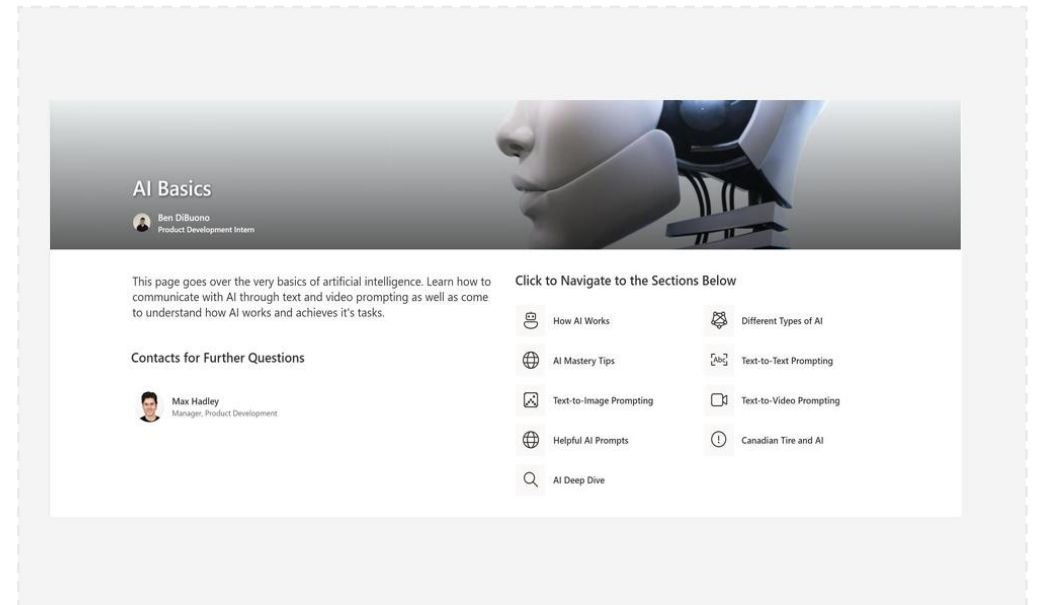 AI Basics
Ben DiBuono
Product Development Intern
This page goes over the very basics of artificial intelligence. Learn how to
communicate with AI through text and video prompting as well as come
to understand how AI works and achieves it's tasks.
Contacts for Further Questions
Max Hadley
Manager, Product Development
Click to Navigate to the Sections Below
How AI Works
Different Types of AI
AI Mastery Tips
Abc
Text-to-Text Prompting
Text-to-Image Prompting
Text-to-Video Prompting
Helpful AI Prompts
Canadian Tire and AI
AI Deep Dive